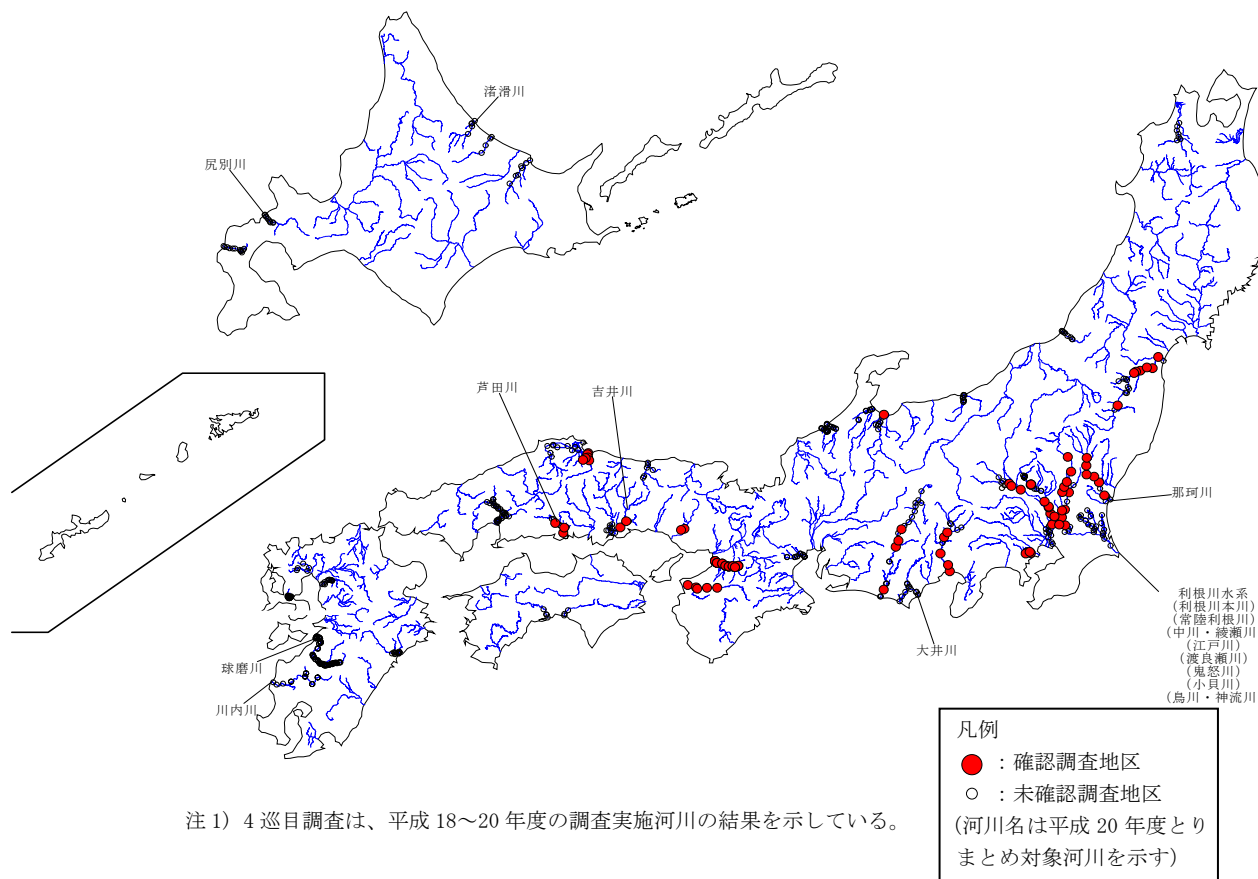 渚滑川
尻別川
芦田川
吉井川
那珂川
利根川水系
(利根川本川)
(常陸利根川)
(中川・綾瀬川
(江戸川)
(渡良瀬川)
(鬼怒川)
(小貝川)
(烏川・神流川
大井川
球磨川
川内川
凡例
：確認調査地区
：未確認調査地区
(河川名は平成 20 年度とり
まとめ対象河川を示す)
注 1) 4 巡目調査は、平成 18～20 年度の調査実施河川の結果を示している。